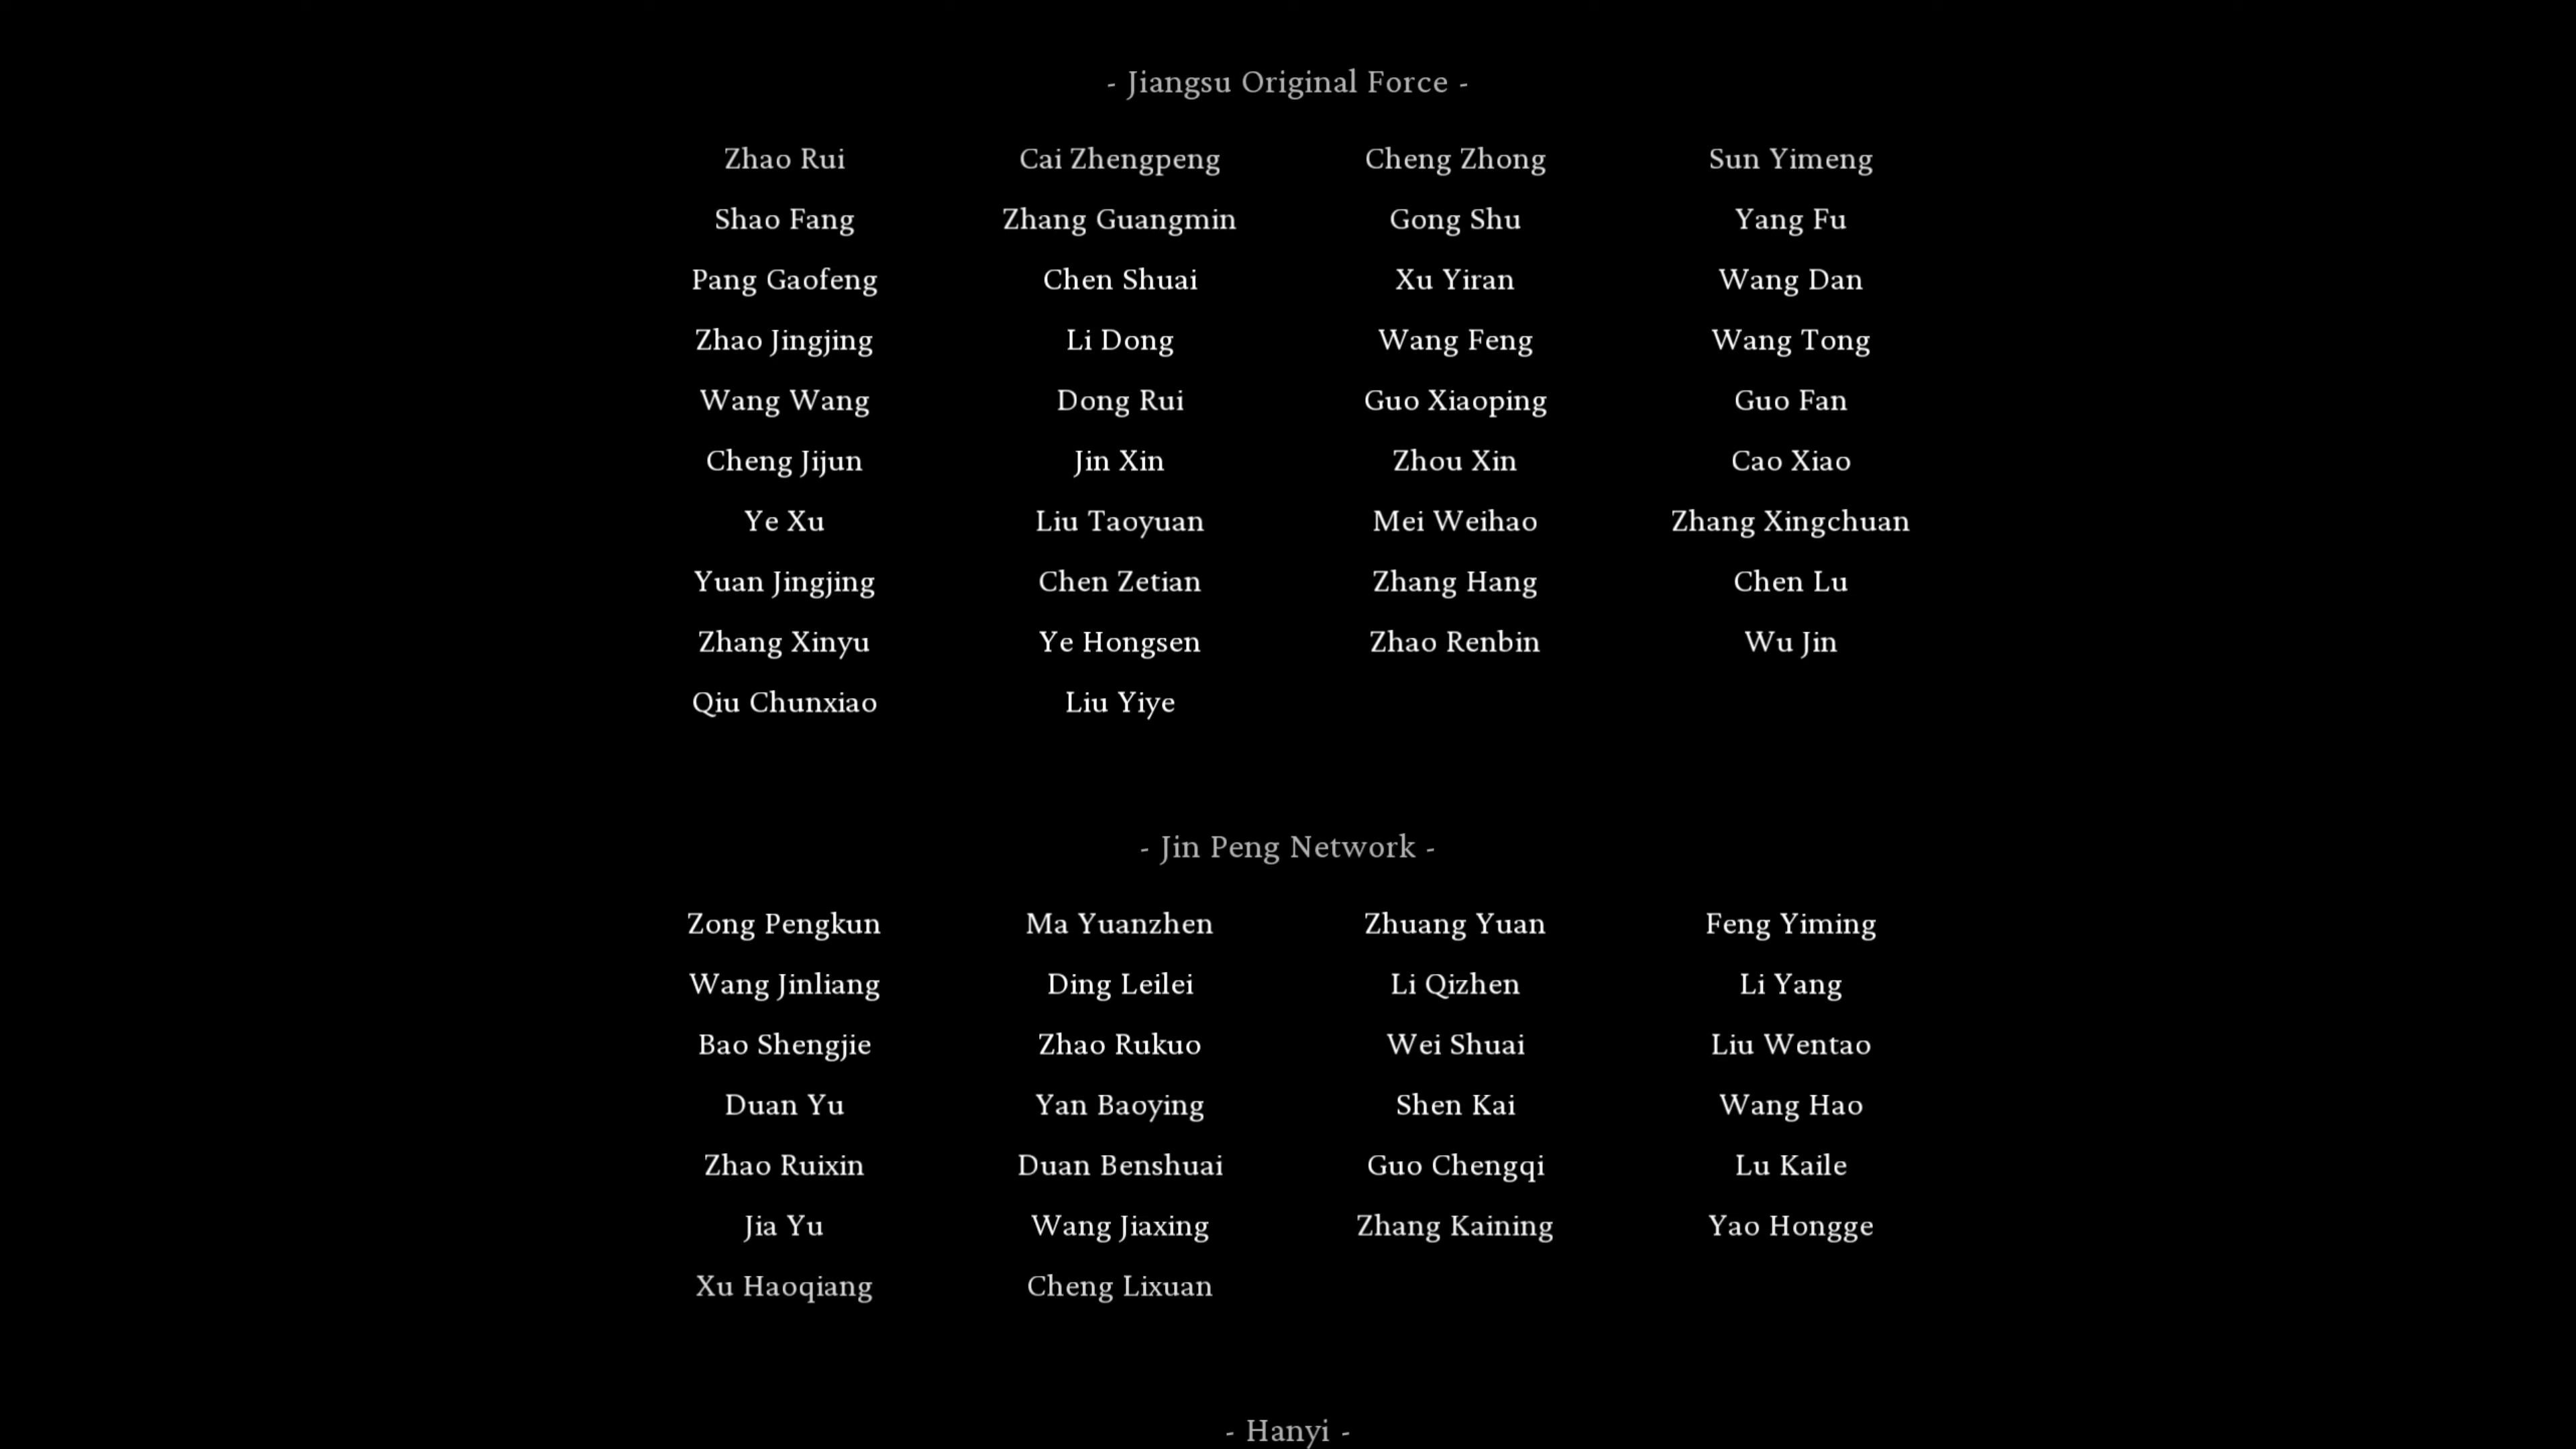 - Jiangsu Original Force -
Zhao Rui Cai Zhengpeng Cheng Zhong Sun Yimeng
Shao Fang Zhang Guangmin Gong Shu Yang Fu
Pang Gaofeng Chen Shuai Xu Yiran Wang Dan
Zhao Jingjing Li Dong Wang Feng Wang Tong
Wang Wang Dong Rui Guo Xiaoping Guo Fan
Cheng Jijun Jin Xin Zhou Xin Cao Xiao
Ye Xu Liu Taoyuan Mei Weihao Zhang Xingchuan
Yuan Jingjing Chen Zetian Zhang Hang Chen Lu
Zhang Xinyu Ye Hongsen Zhao Renbin Wu Jin
Qiu Chunxiao Liu Yiye
- Jin Peng Network -
Zong Pengkun Ma Yuanzhen Zhuang Yuan Feng Yiming
Wang Jinliang Ding Leilei Li Qizhen Li Yang
Bao Shengjie Zhao Rukuo Wei Shuai Liu Wentao
Duan Yu Yan Baoying Shen Kai Wang Hao
Zhao Ruixin Duan Benshuai Guo Chengqi Lu Kaile
Jia Yu Wang Jiaxing Zhang Kaining Yao Hongge
Xu Haoqiang Cheng Lixuan
- Hanyi -